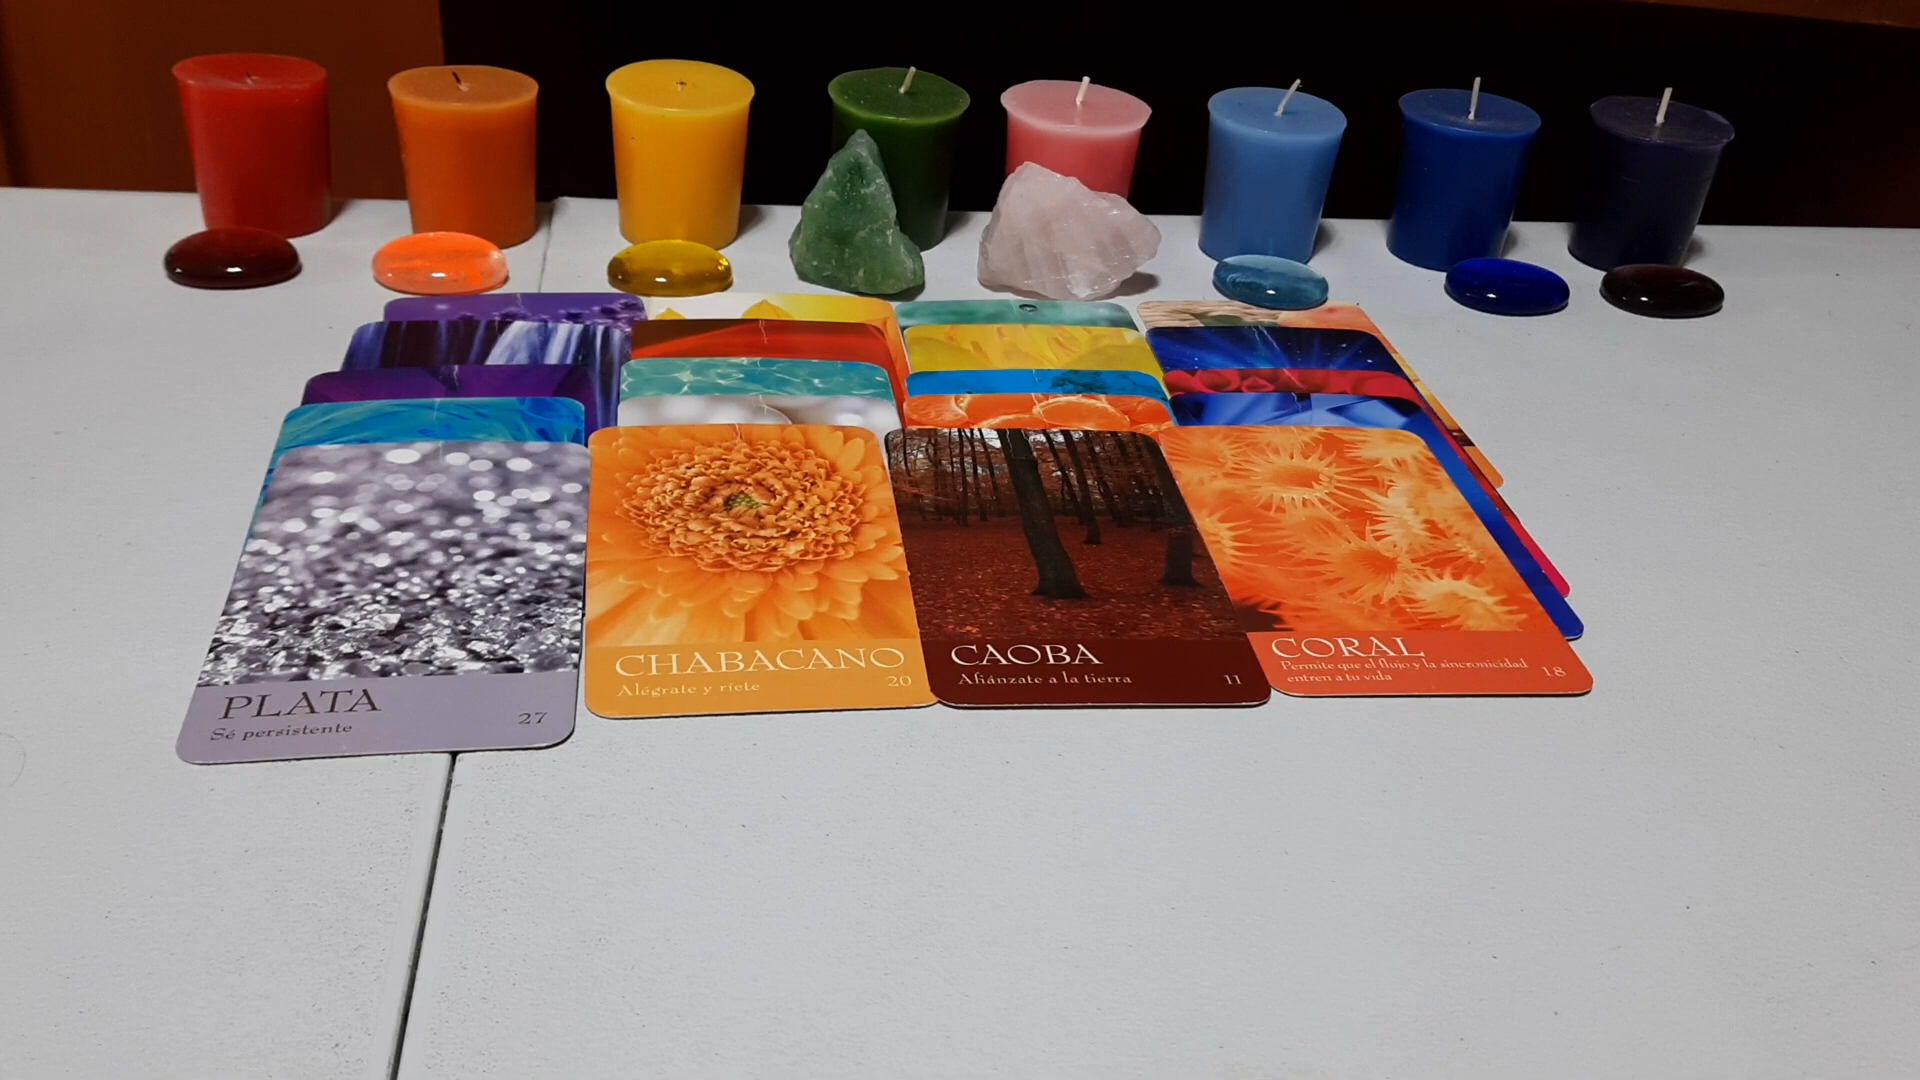 PLATA
Sé persistente
27
CHABACANO
Alégrate y ríete
20
CAOBA
Afiánzate a la tierra
11
CORAL
Permite que el flujo y la sincronicidad
entren a tu vida
18